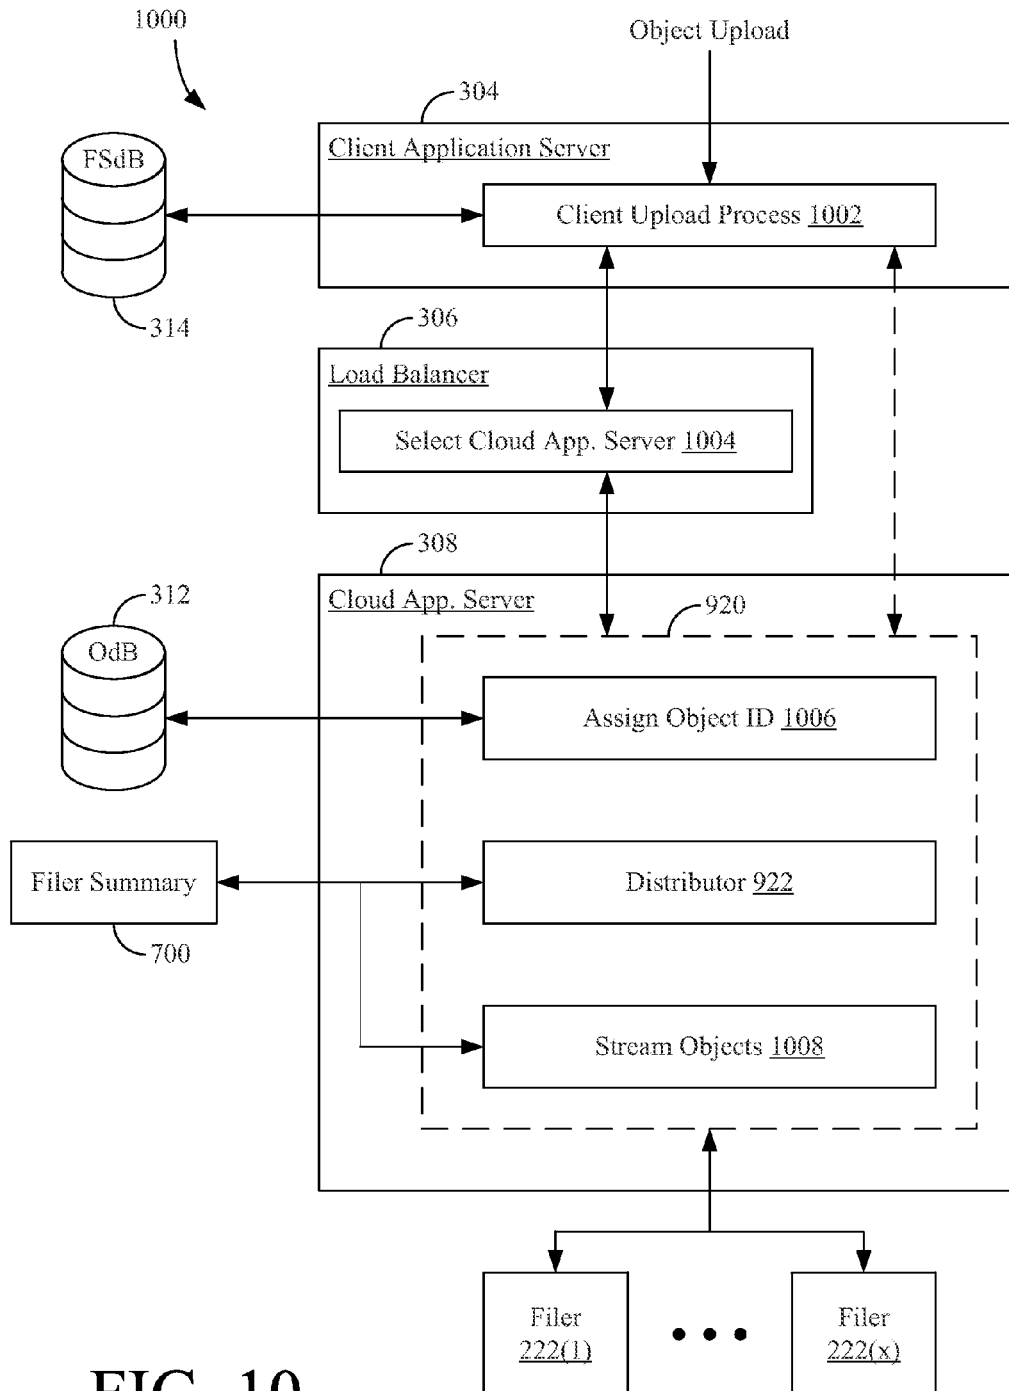 1000
Object Upload
304
Client Application Server
FSdB
Client Upload Process 1002
314
306
Load Balancer
Select Cloud App. Server 1004
308
312
Cloud App. Server
920
OdB
Assign Object ID 1006
Filer Summary
Distributor 922
700
Stream Objects 1008
Filer
222(1)
Filer
222(x)
FIG. 10